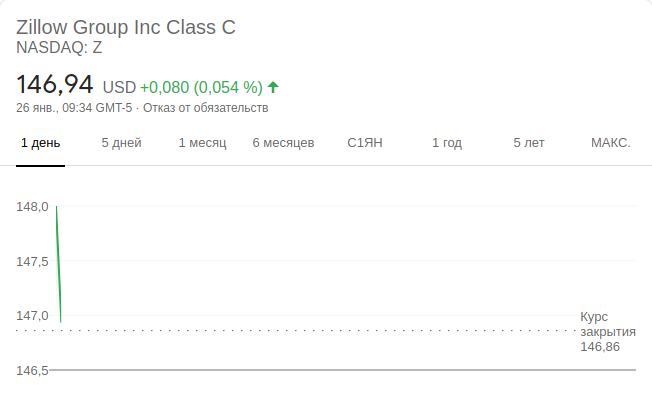 Zillow Group Inc Class C
NASDAQ: Z
146,94 USD +0,080 (0,054 %)
26 янв., 09:34 GMT-5 · Отказ от обязательств
1 день 5 дней 1 месяц 6 месяцев С1ЯН 1 год 5 лет МАКС.
148,0
147,5
147,0
Курс
закрытия
146,86
146,5